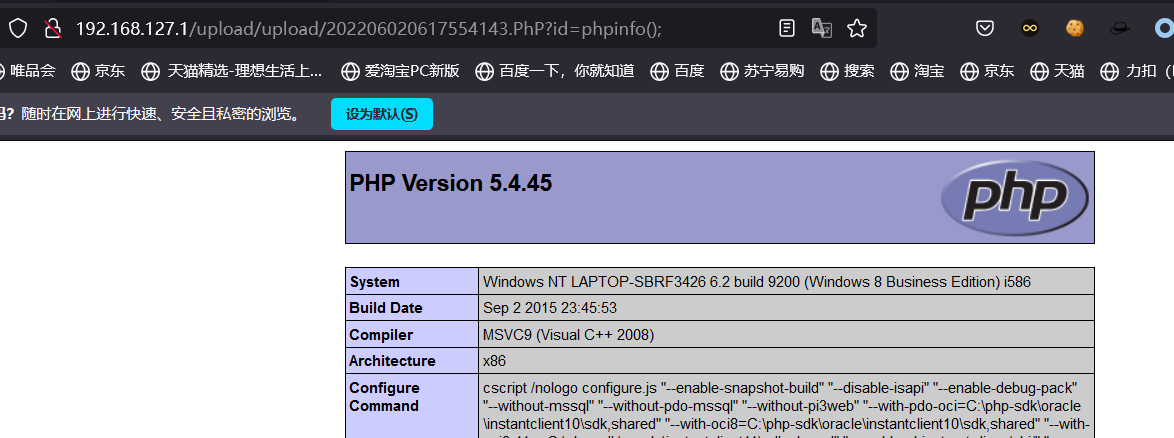 192.168.127.1/upload/upload/202206020617554143.PhP?id=phpinfo();
唯品会 京东 天猫精选-理想生活上... 爱淘宝PC新版 百度一下，你就知道 百度 苏宁易购 搜索 淘宝 京东 天猫 力扣
随时在网上进行快速、安全且私密的浏览。 设为默认(S)
PHP Version 5.4.45
php
System Windows NT LAPTOP-SBRF3426 6.2 build 9200 (Windows 8 Business Edition) i586
Build Date Sep 2 2015 23:45:53
Compiler MSVC9 (Visual C++ 2008)
Architecture x86
Configure Command cscript /nologo configure.js "--enable-snapshot-build" "--disable-isapi" "--enable-debug-pack"
"--without-mssql" "--without-pdo-mssql" "--without-pi3web" "--with-pdo-oci=C:\php-sdk\oracle
\instantclient10\sdk,shared" "--with-oci8=C:\php-sdk\oracle\instantclient10\sdk,shared" "--with-